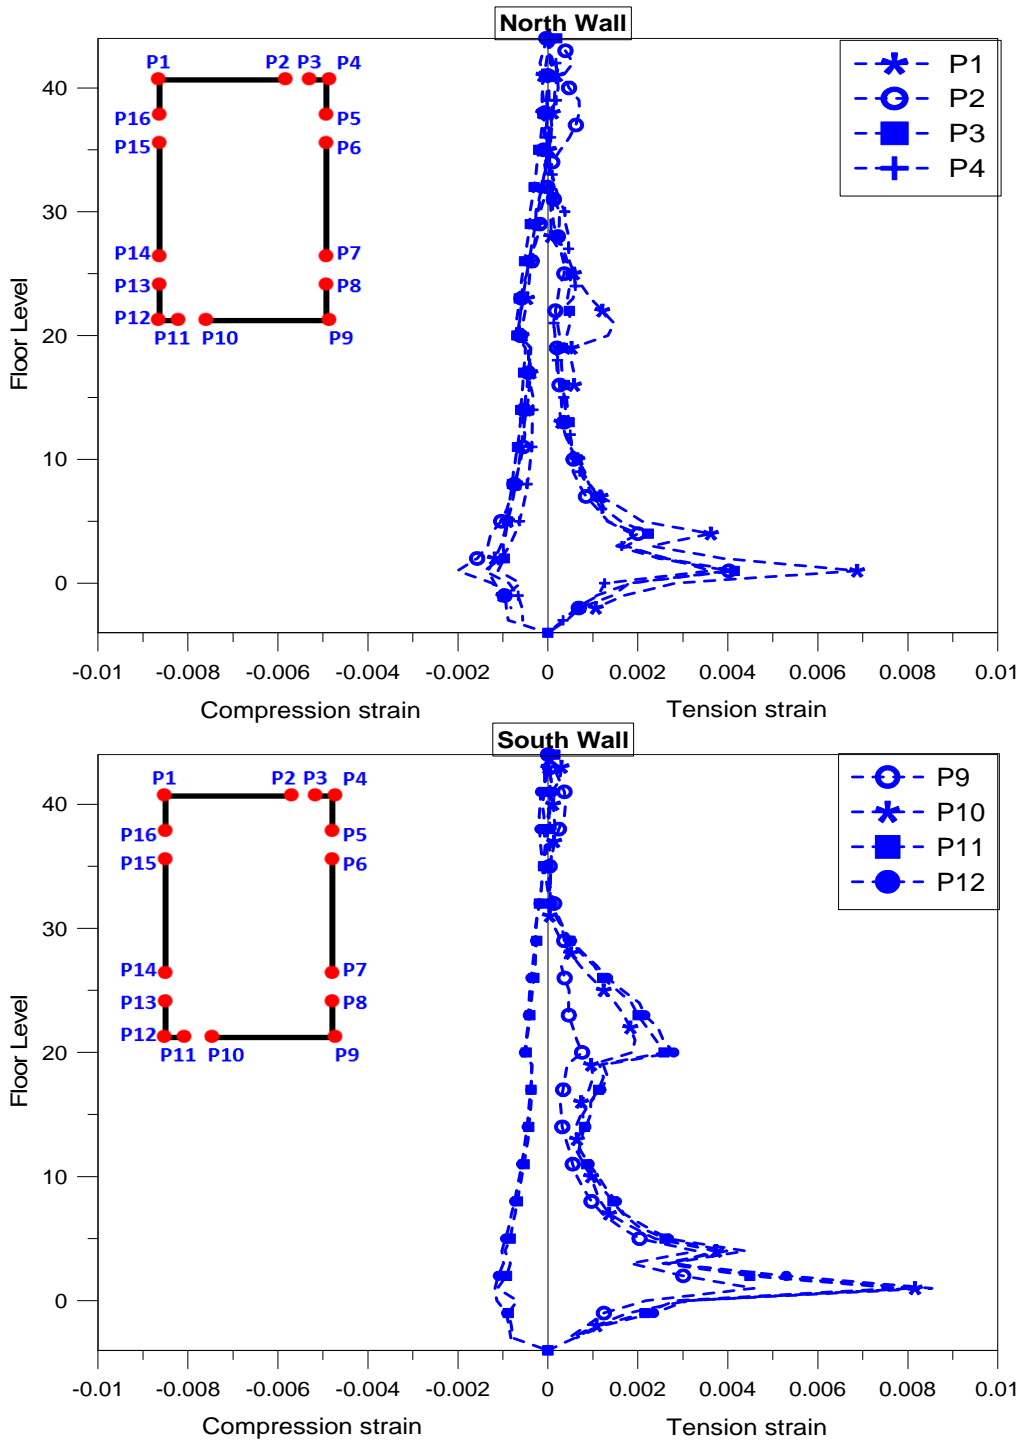 North Wall
P1 P2 P3 P4
P16 P5
P15 P6
P14 P7
P13 P8
P12
P11 P10 P9
P1
P2
P3
P4
Floor Level
40
30
20
10
0
-0.01 -0.008 -0.006 -0.004 -0.002 0 0.002 0.004 0.006 0.008 0.01
Compression strain Tension strain
South Wall
P1 P2 P3 P4
P16 P5
P15 P6
P14 P7
P13 P8
P12
P11 P10 P9
P9
P10
P11
P12
Floor Level
40
30
20
10
0
-0.01 -0.008 -0.006 -0.004 -0.002 0 0.002 0.004 0.006 0.008 0.01
Compression strain Tension strain